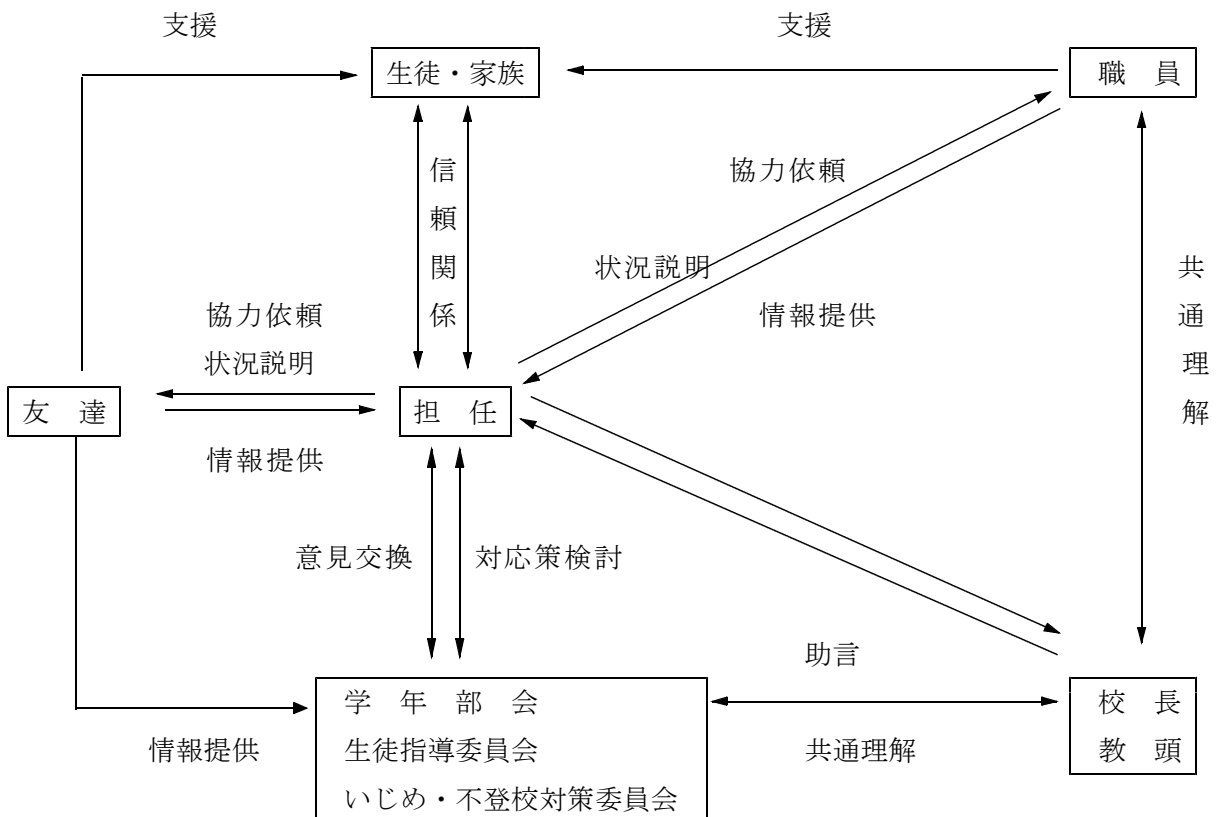 支援
支援
生徒・家族
職　員
信頼関係
協力依頼
状況説明
情報提供
共通理解
協力依頼
状況説明
友　達
担　任
情報提供
意見交換
対応策検討
助言
学　年　部　会
生徒指導委員会
いじめ・不登校対策委員会
校　長
教　頭
情報提供
共通理解